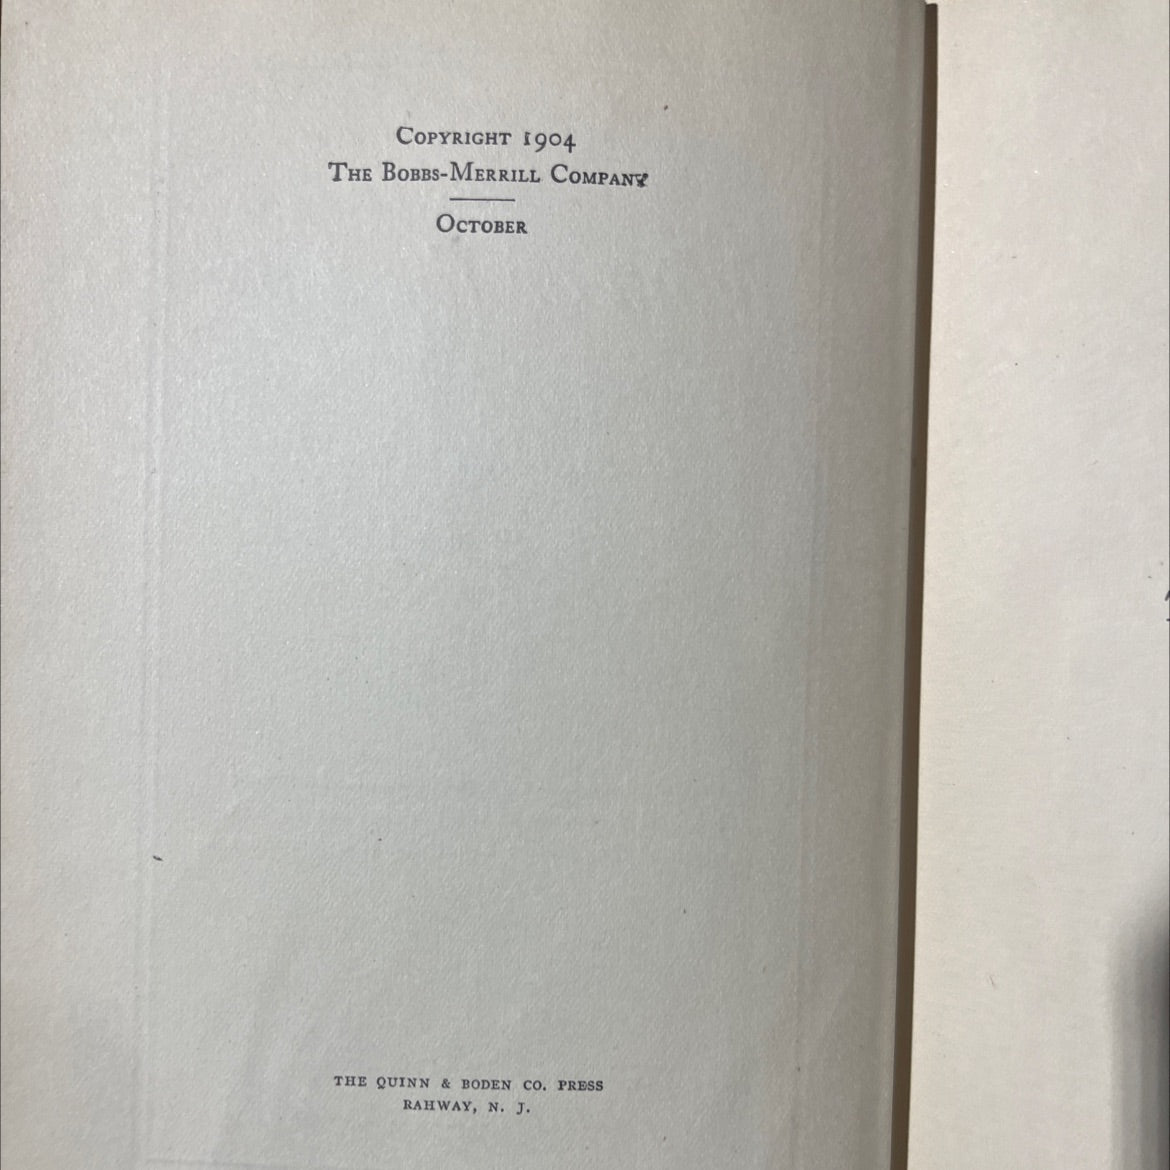 Copyright 1904
The Bobbs-Merrill Company
October
THE QUINN & BODEN CO. PRESS
RAHWAY, N. J.